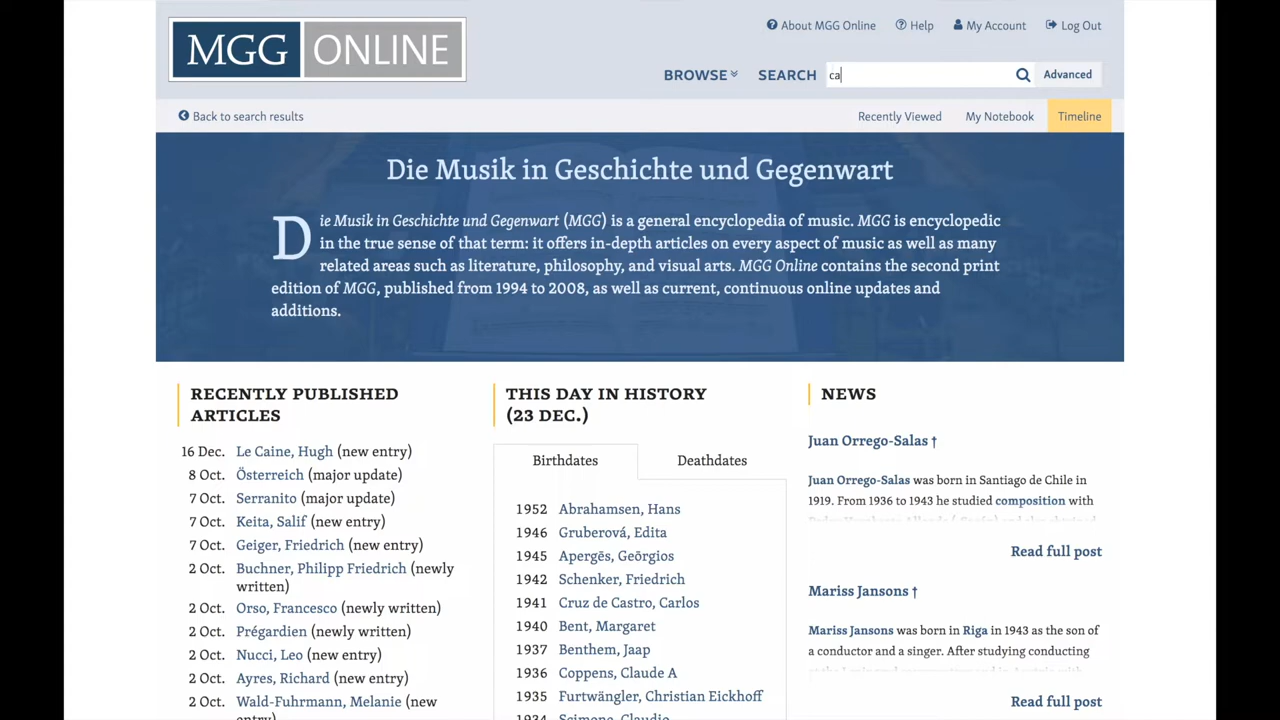 MGG ONLINE
About MGG Online Help My Account Log Out
BROWSE SEARCH ca Advanced
Back to search results
Recently Viewed My Notebook Timeline
Die Musik in Geschichte und Gegenwart
Die Musik in Geschichte und Gegenwart (MGG) is a general encyclopedia of music. MGG is encyclopedic
in the true sense of that term: it offers in-depth articles on every aspect of music as well as many
related areas such as literature, philosophy, and visual arts. MGG Online contains the second print
edition of MGG, published from 1994 to 2008, as well as current, continuous online updates and
additions.
RECENTLY PUBLISHED
ARTICLES
16 Dec. Le Caine, Hugh (new entry)
8 Oct. Österreich (major update)
7 Oct. Serranito (major update)
7 Oct. Keita, Salif (new entry)
7 Oct. Geiger, Friedrich (new entry)
2 Oct. Buchner, Philipp Friedrich (newly
written)
2 Oct. Orso, Francesco (newly written)
2 Oct. Prégardien (newly written)
2 Oct. Nucci, Leo (new entry)
2 Oct. Ayres, Richard (new entry)
2 Oct. Wald-Fuhrmann, Melanie (new
entry)
THIS DAY IN HISTORY
(23 DEC.)
Birthdates Deathdates
1952 Abrahamsen, Hans
1946 Gruberová, Edita
1945 Apergēs, Geōrgios
1942 Schenker, Friedrich
1941 Cruz de Castro, Carlos
1940 Bent, Margaret
1937 Benthem, Jaap
1936 Coppens, Claude A
1935 Furtwängler, Christian Eickhoff
1934 Scimone, Claudio
NEWS
Juan Orrego-Salas †
Juan Orrego-Salas was born in Santiago de Chile in
1919. From 1936 to 1943 he studied composition with
Read full post
Mariss Jansons †
Mariss Jansons was born in Riga in 1943 as the son of
a conductor and a singer. After studying conducting
Read full post